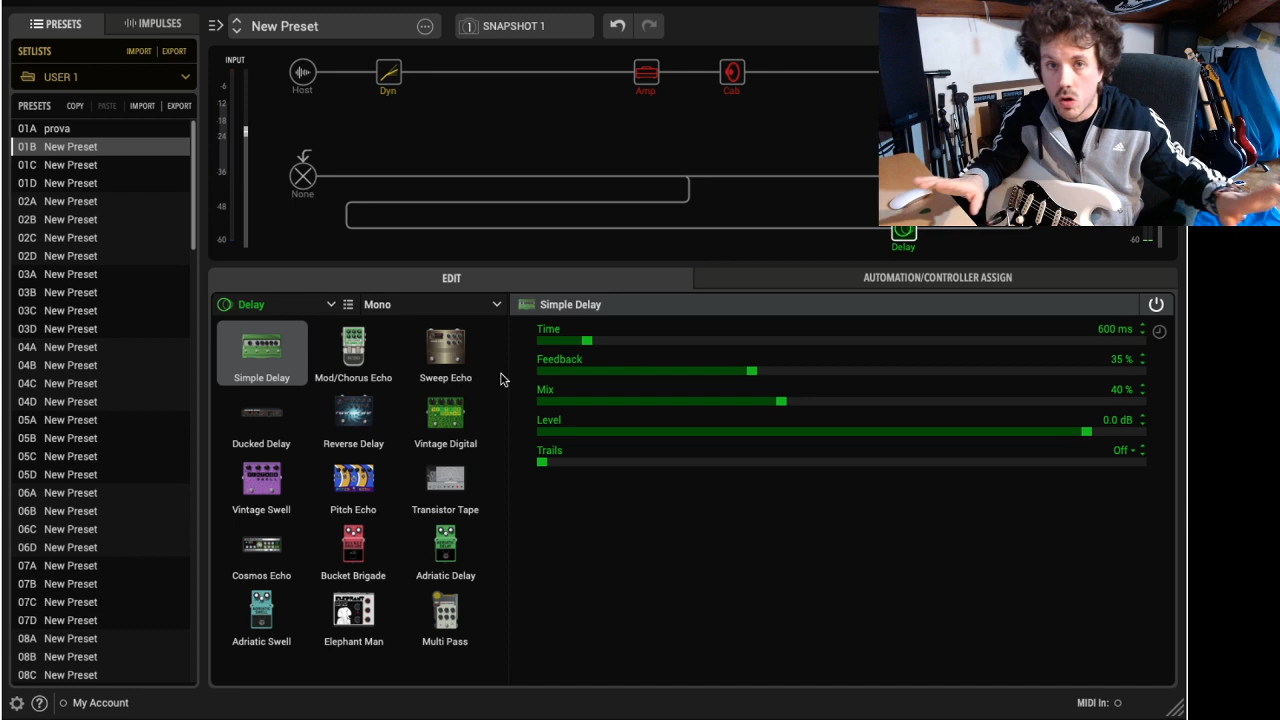 PRESETS
IMPULSES
SETLISTS
IMPORT | EXPORT
USER 1
PRESETS COPY PASTE IMPORT EXPORT
01A prova
01B New Preset
01C New Preset
01D New Preset
02A New Preset
02B New Preset
02C New Preset
02D New Preset
03A New Preset
03B New Preset
03C New Preset
03D New Preset
04A New Preset
04B New Preset
04C New Preset
04D New Preset
05A New Preset
05B New Preset
05C New Preset
05D New Preset
06A New Preset
06B New Preset
06C New Preset
06D New Preset
07A New Preset
07B New Preset
07C New Preset
07D New Preset
08A New Preset
08B New Preset
08C New Preset
My Account
New Preset
1 SNAPSHOT 1
INPUT
-6
-12
-18
-24
-36
-48
-60
Host
Dyn
Amp
Cab
None
Delay
-60
EDIT
AUTOMATION/CONTROLLER ASSIGN
Delay
Mono
Simple Delay
Mod/Chorus Echo
Sweep Echo
Ducked Delay
Reverse Delay
Vintage Digital
Vintage Swell
Pitch Echo
Transistor Tape
Cosmos Echo
Bucket Brigade
Adriatic Delay
Adriatic Swell
Elephant Man
Multi Pass
Simple Delay
Time 600 ms
Feedback 35 %
Mix 40 %
Level 0.0 dB
Trails Off
MIDI In: